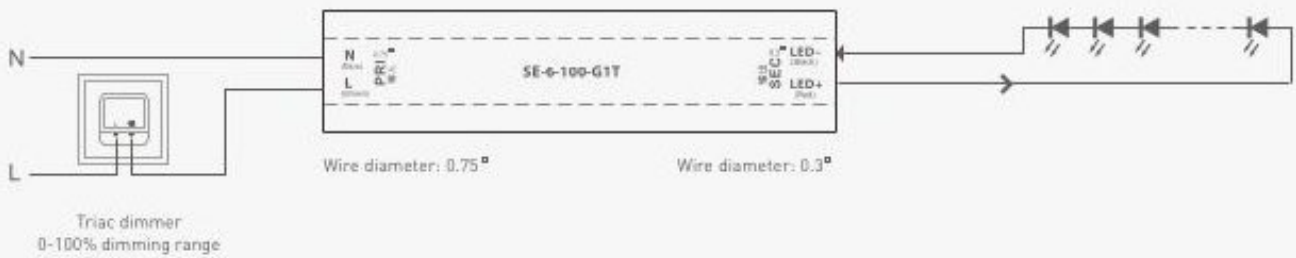 N
L
Triac dimmer
0-100% dimming range
N
L
PRI
SE-6-100-G1T
SEC
LED-
LED+
(Red)
Wire diameter: 0.75▫
Wire diameter: 0.3▫